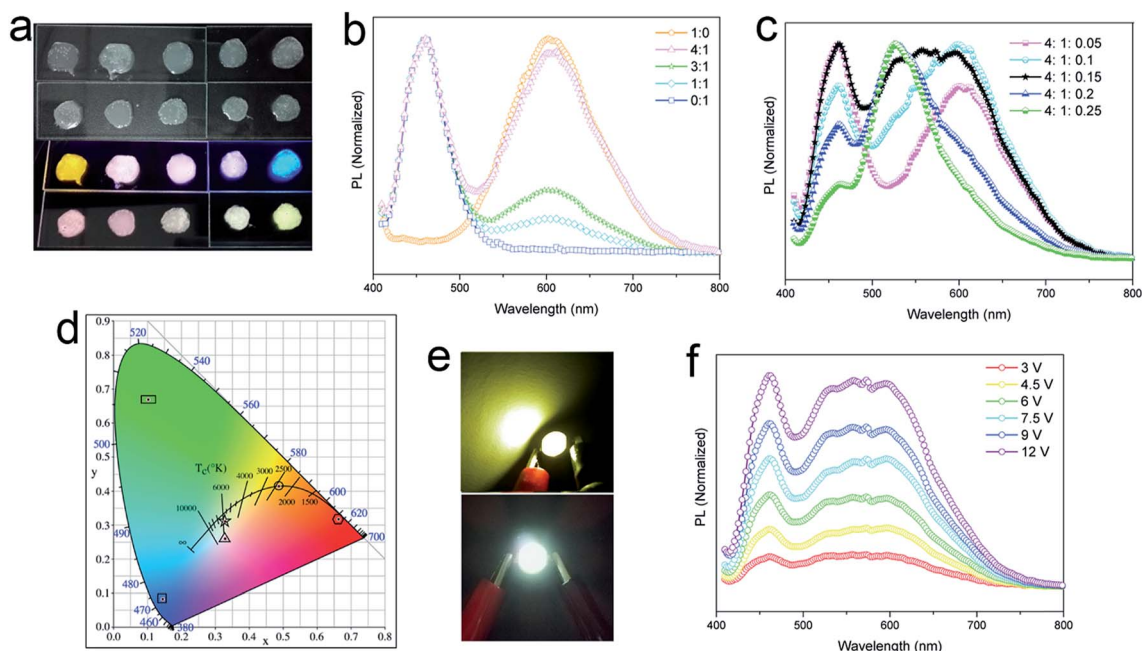 a
b
PL (Normalized)
1:0
4:1
3:1
1:1
0:1
400 500 600 700 800
Wavelength (nm)
c
PL (Normalized)
4: 1: 0.05
4: 1: 0.1
4: 1: 0.15
4: 1: 0.2
4: 1: 0.25
400 500 600 700 800
Wavelength (nm)
d
0.9
0.8
0.7
0.6
0.5
y
0.4
0.3
0.2
0.1
0.0
0.0 0.1 0.2 0.3 0.4 0.5 0.6 0.7 0.8
x
520
540
560
500
580
Tc(°K)
4000 3000 2500
6000
600
10000
2000 1500
620
490
∞
700
480
470
460
380
e
f
PL (Normalized)
3 V
4.5 V
6 V
7.5 V
9 V
12 V
400 500 600 700 800
Wavelength (nm)